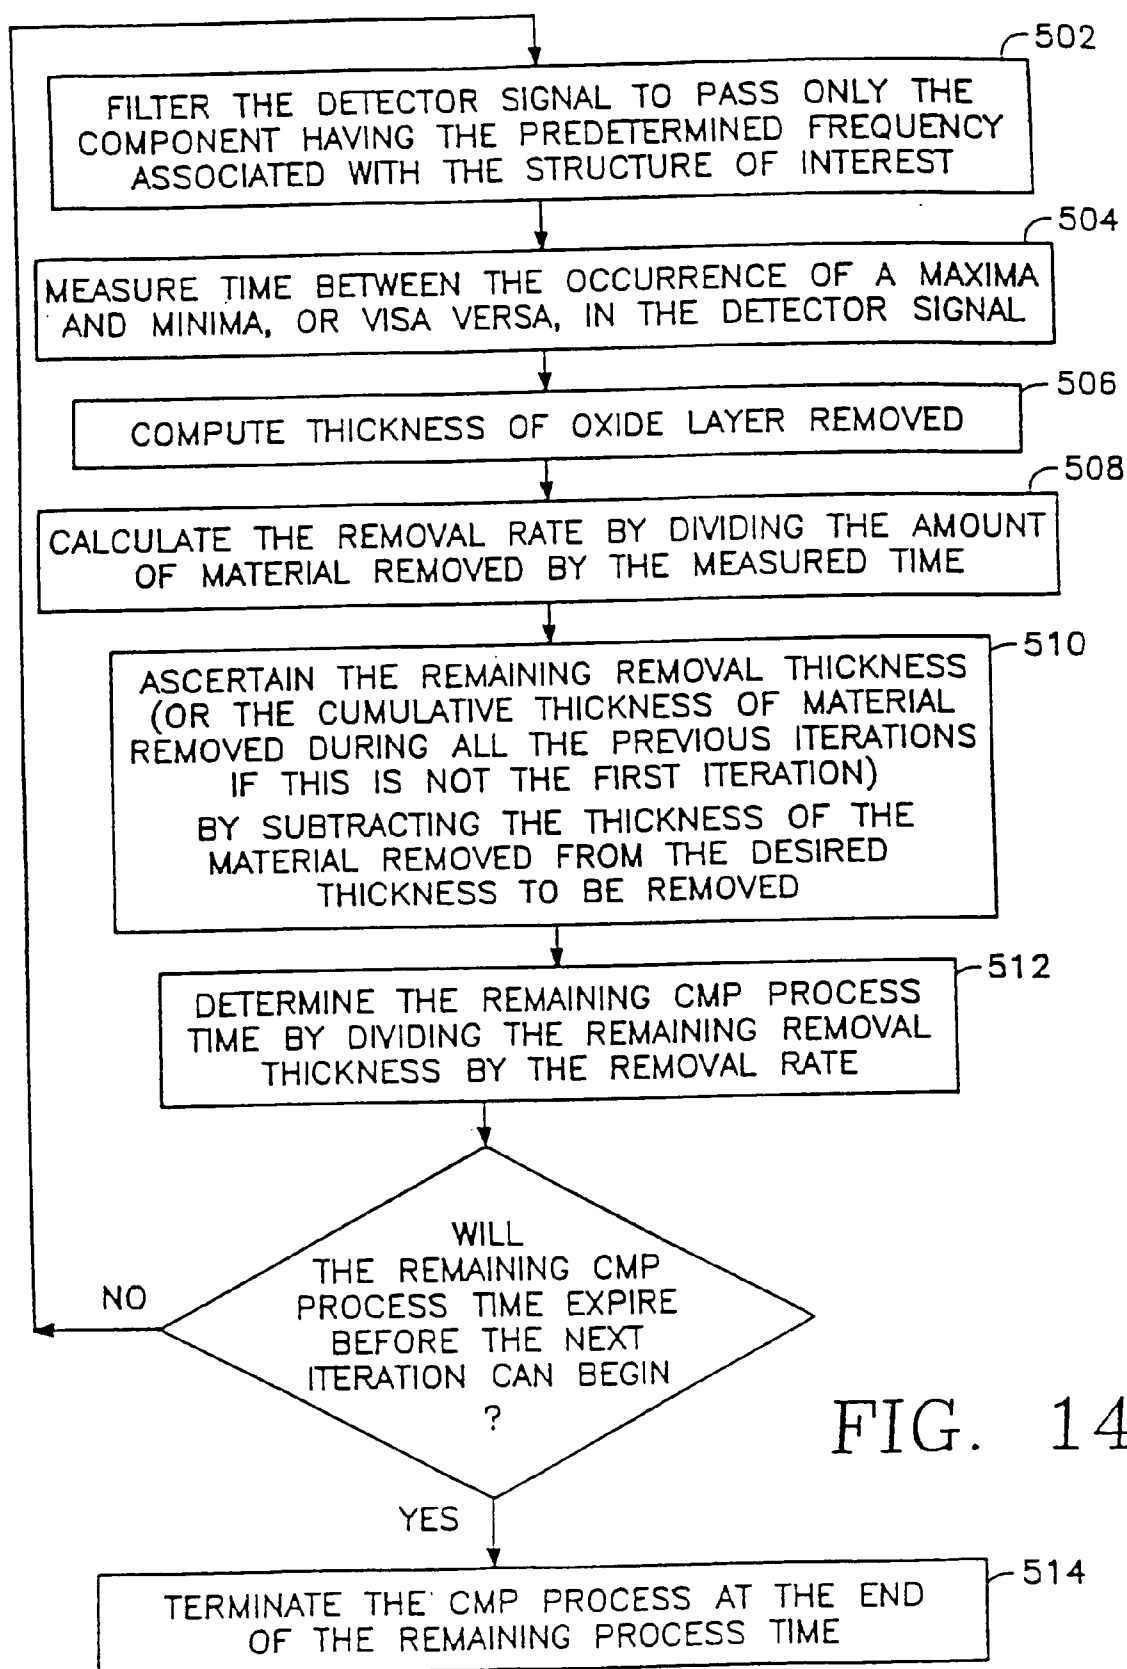 502
FILTER THE DETECTOR SIGNAL TO PASS ONLY THE
COMPONENT HAVING THE PREDETERMINED FREQUENCY
ASSOCIATED WITH THE STRUCTURE OF INTEREST
504
MEASURE TIME BETWEEN THE OCCURRENCE OF A MAXIMA
AND MINIMA, OR VISA VERSA, IN THE DETECTOR SIGNAL
506
COMPUTE THICKNESS OF OXIDE LAYER REMOVED
508
CALCULATE THE REMOVAL RATE BY DIVIDING THE AMOUNT
OF MATERIAL REMOVED BY THE MEASURED TIME
510
ASCERTAIN THE REMAINING REMOVAL THICKNESS
(OR THE CUMULATIVE THICKNESS OF MATERIAL
REMOVED DURING ALL THE PREVIOUS ITERATIONS
IF THIS IS NOT THE FIRST ITERATION)
BY SUBTRACTING THE THICKNESS OF THE
MATERIAL REMOVED FROM THE DESIRED
THICKNESS TO BE REMOVED
512
DETERMINE THE REMAINING CMP PROCESS
TIME BY DIVIDING THE REMAINING REMOVAL
THICKNESS BY THE REMOVAL RATE
WILL
THE REMAINING CMP
PROCESS TIME EXPIRE
BEFORE THE NEXT
ITERATION CAN BEGIN
?
NO
FIG. 14
YES
514
TERMINATE THE CMP PROCESS AT THE END
OF THE REMAINING PROCESS TIME